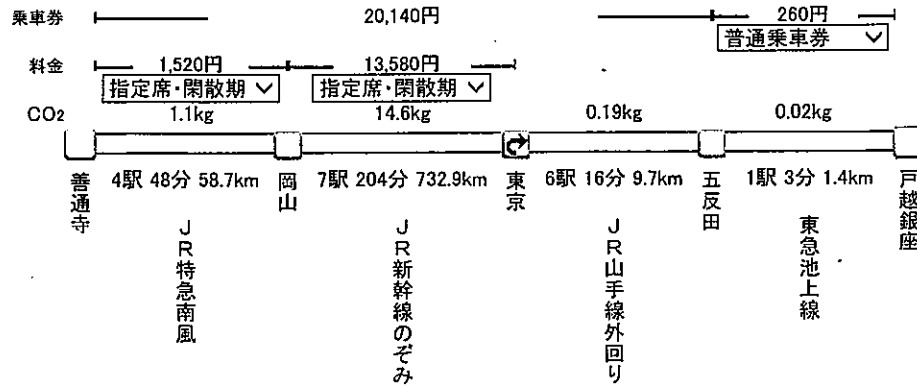 乗車券 20,140円 260円
普通乗車券
料金 1,520円 13,580円
指定席・閑散期 指定席・閑散期
CO₂ 1.1kg 14.6kg 0.19kg 0.02kg
善通寺 4駅 48分 58.7km 岡山 7駅 204分 732.9km 東京 6駅 16分 9.7km 五反田 1駅 3分 1.4km 戸越銀座
JR特急南風 JR新幹線のぞみ JR山手線外回り 東急池上線